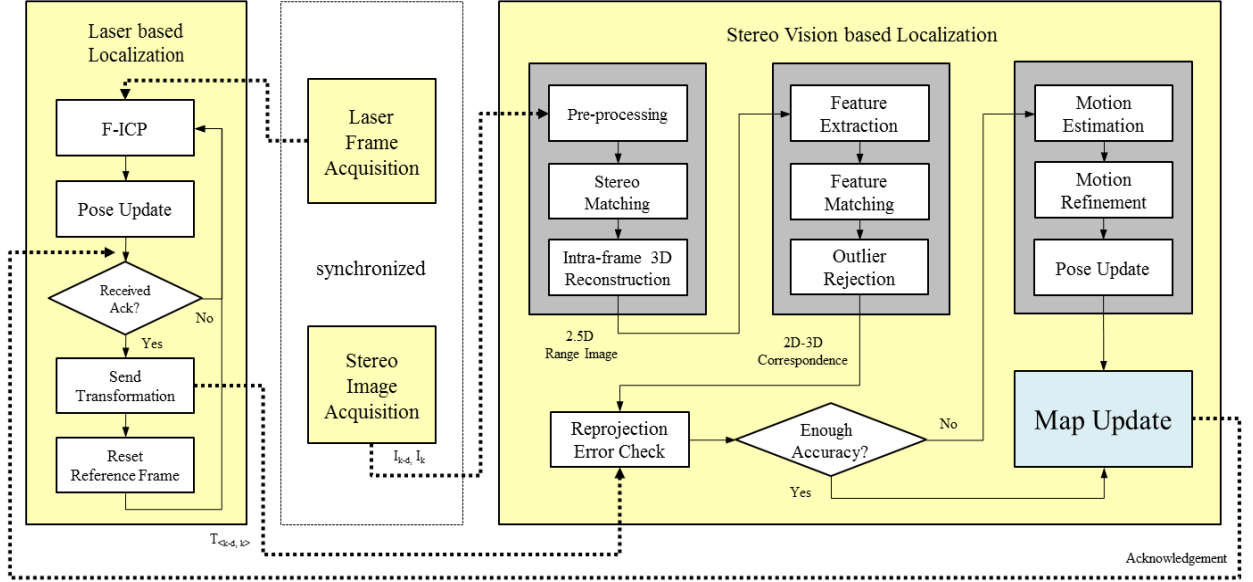 Laser based
Localization
F-ICP
Pose Update
Received
Ack?
No
Yes
Send
Transformation
Reset
Reference Frame
T<k-d, k>
Laser
Frame
Acquisition
synchronized
Stereo
Image
Acquisition
Ik-d, Ik
Stereo Vision based Localization
Pre-processing
Stereo
Matching
Intra-frame 3D
Reconstruction
2.5D
Range Image
Feature
Extraction
Feature
Matching
Outlier
Rejection
2D-3D
Correspondence
Motion
Estimation
Motion
Refinement
Pose Update
Reprojection
Error Check
Enough
Accuracy?
No
Yes
Map Update
Acknowledgement